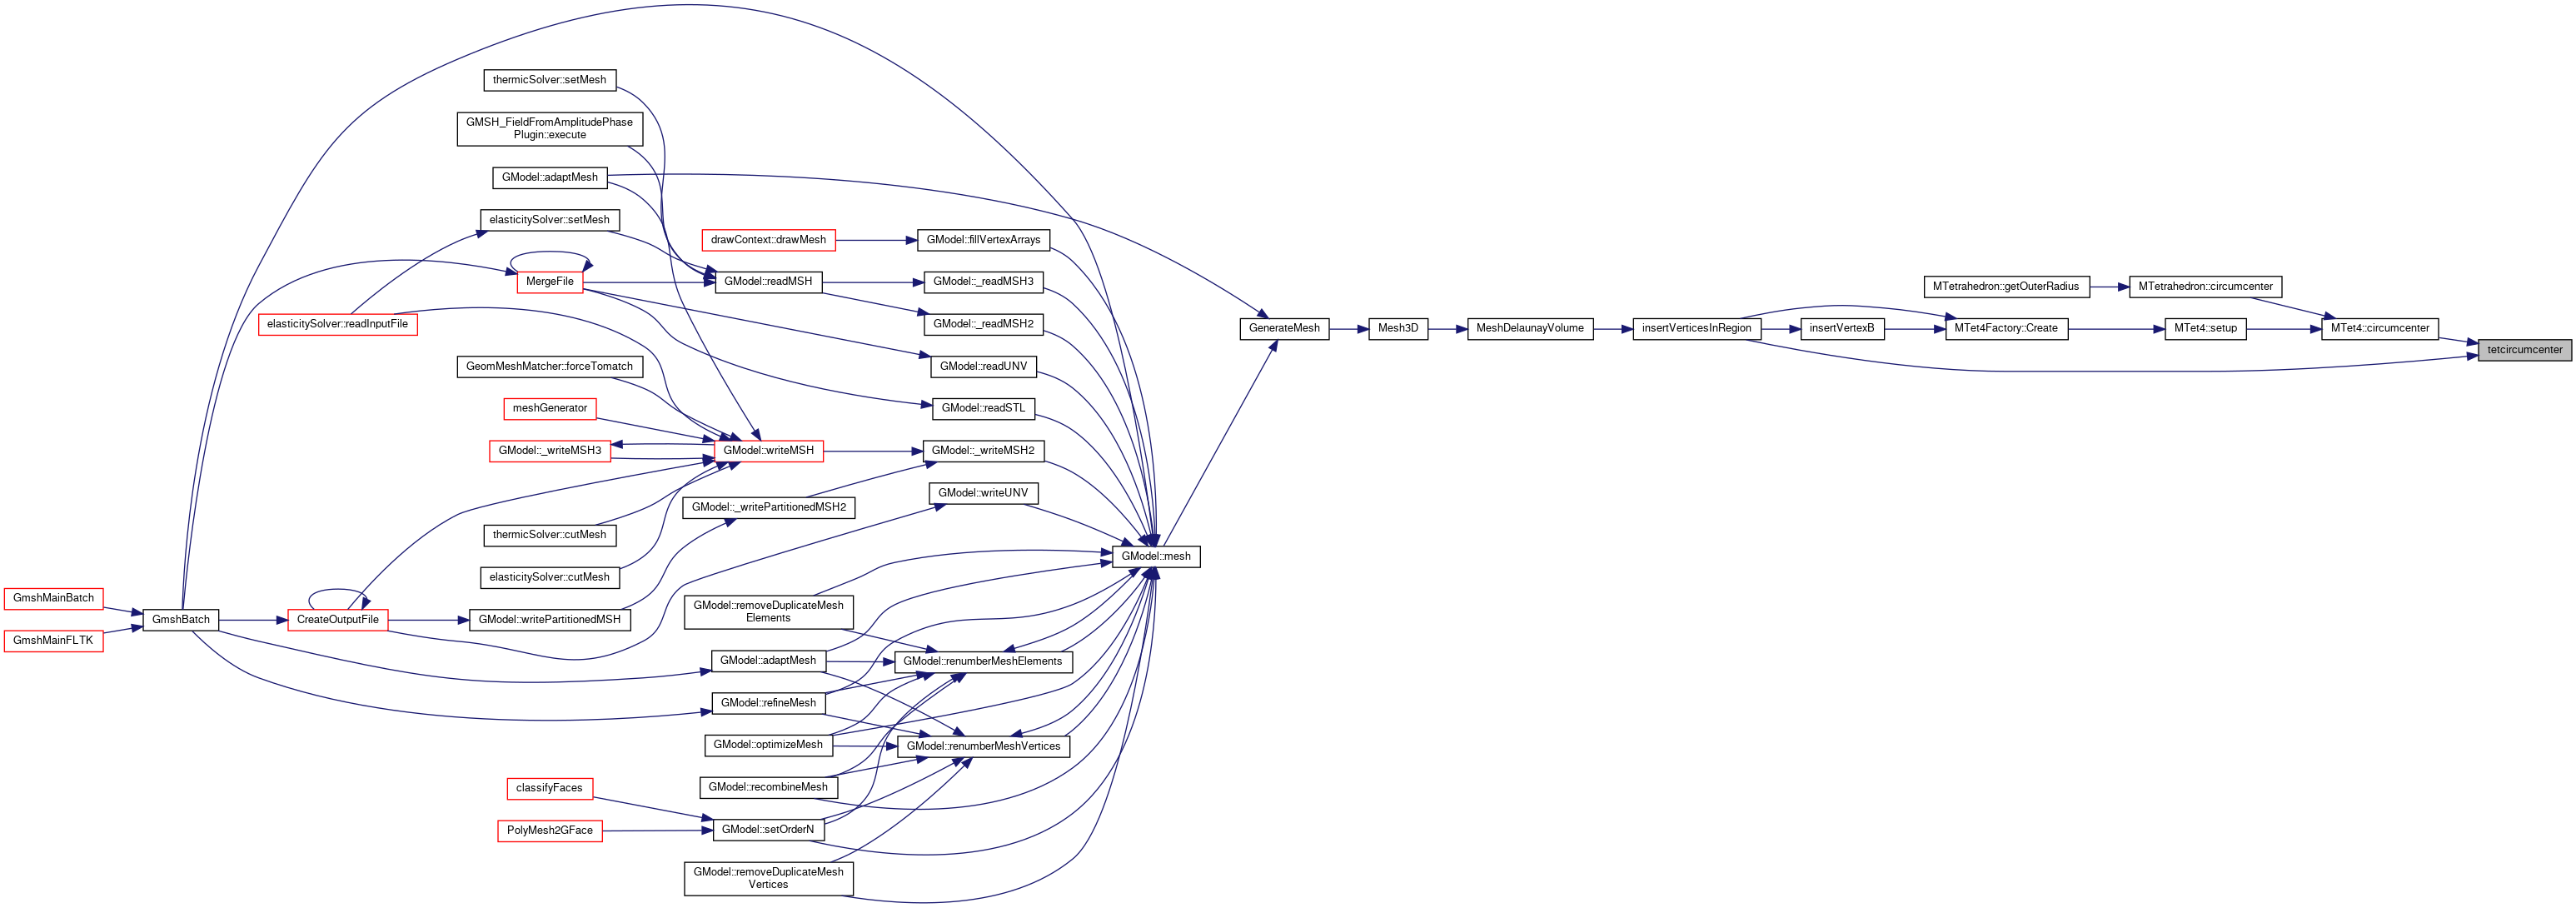 thermicSolver::setMesh
GMSH_FieldFromAmplitudePhase
Plugin::execute
GModel::adaptMesh
elasticitySolver::setMesh
MergeFile
elasticitySolver::readInputFile
GeomMeshMatcher::forceTomatch
meshGenerator
GModel::_writeMSH3
thermicSolver::cutMesh
elasticitySolver::cutMesh
GmshMainBatch
GmshMainFLTK
GmshBatch
CreateOutputFile
GModel::writePartitionedMSH
classifyFaces
PolyMesh2GFace
drawContext::drawMesh
GModel::readMSH
GModel::writeMSH
GModel::_writePartitionedMSH2
GModel::removeDuplicateMesh
Elements
GModel::adaptMesh
GModel::refineMesh
GModel::optimizeMesh
GModel::recombineMesh
GModel::setOrderN
GModel::removeDuplicateMesh
Vertices
GModel::fillVertexArrays
GModel::_readMSH3
GModel::_readMSH2
GModel::readUNV
GModel::readSTL
GModel::_writeMSH2
GModel::writeUNV
GModel::renumberMeshElements
GModel::renumberMeshVertices
GModel::mesh
GenerateMesh
Mesh3D
MeshDelaunayVolume
insertVerticesInRegion
insertVertexB
MTetrahedron::getOuterRadius
MTet4Factory::Create
MTetrahedron::circumcenter
MTet4::setup
MTet4::circumcenter
tetcircumcenter